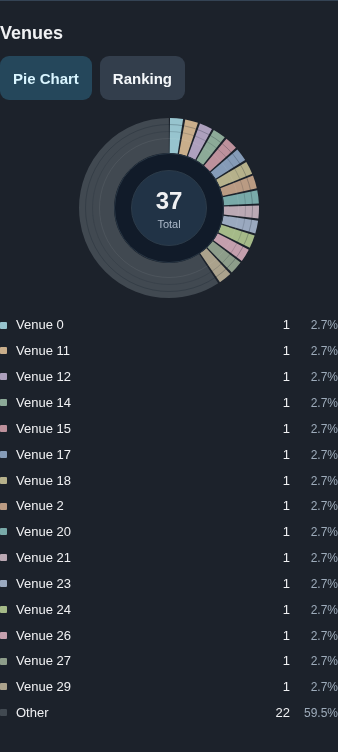 Venues
Pie Chart Ranking
37
Total
Venue 0 1 2.7%
Venue 11 1 2.7%
Venue 12 1 2.7%
Venue 14 1 2.7%
Venue 15 1 2.7%
Venue 17 1 2.7%
Venue 18 1 2.7%
Venue 2 1 2.7%
Venue 20 1 2.7%
Venue 21 1 2.7%
Venue 23 1 2.7%
Venue 24 1 2.7%
Venue 26 1 2.7%
Venue 27 1 2.7%
Venue 29 1 2.7%
Other 22 59.5%